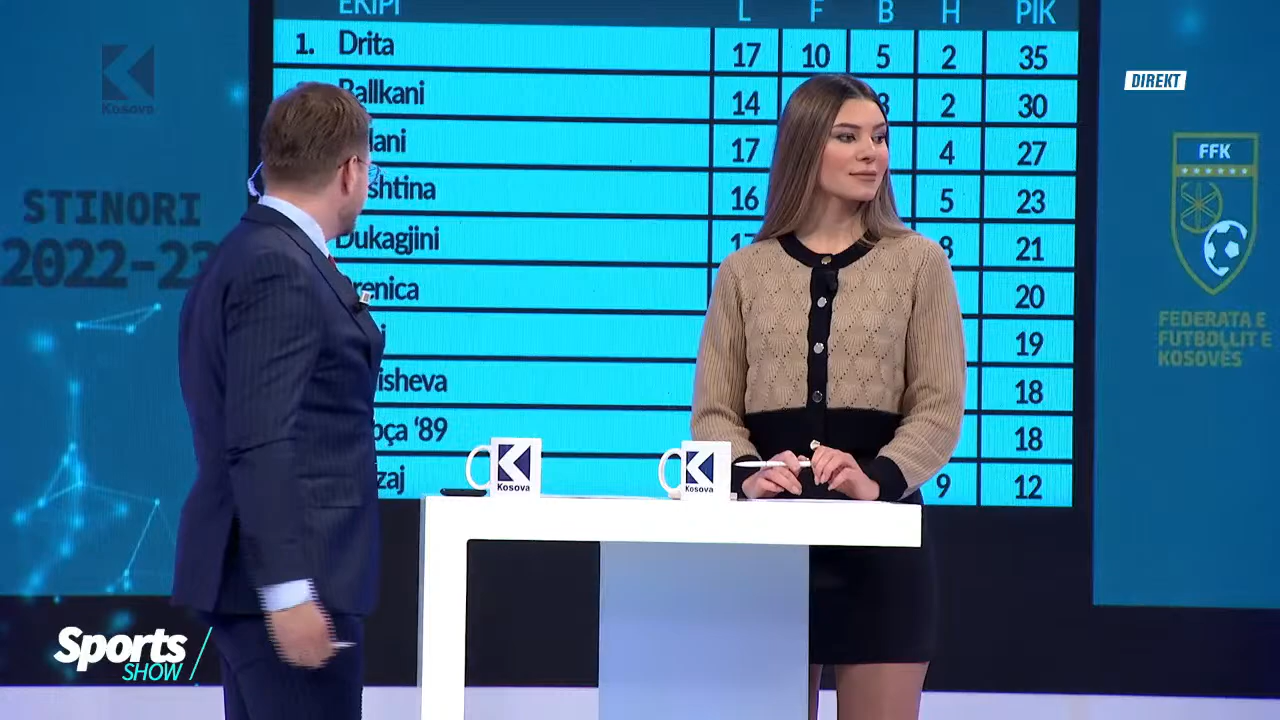 EKIPI L F B H PIK
1. Drita 17 10 5 2 35
Ballkani 14 2 30
17 4 27
16 5 23
Dukagjini 21
20
19
18
'89 18
9 12
Kosova
STINORI
2022-23
DIREKT
FFK
FEDERATA E
FUTBOLLIT E
KOSOVËS
Kosova
Kosova
Sports
SHOW